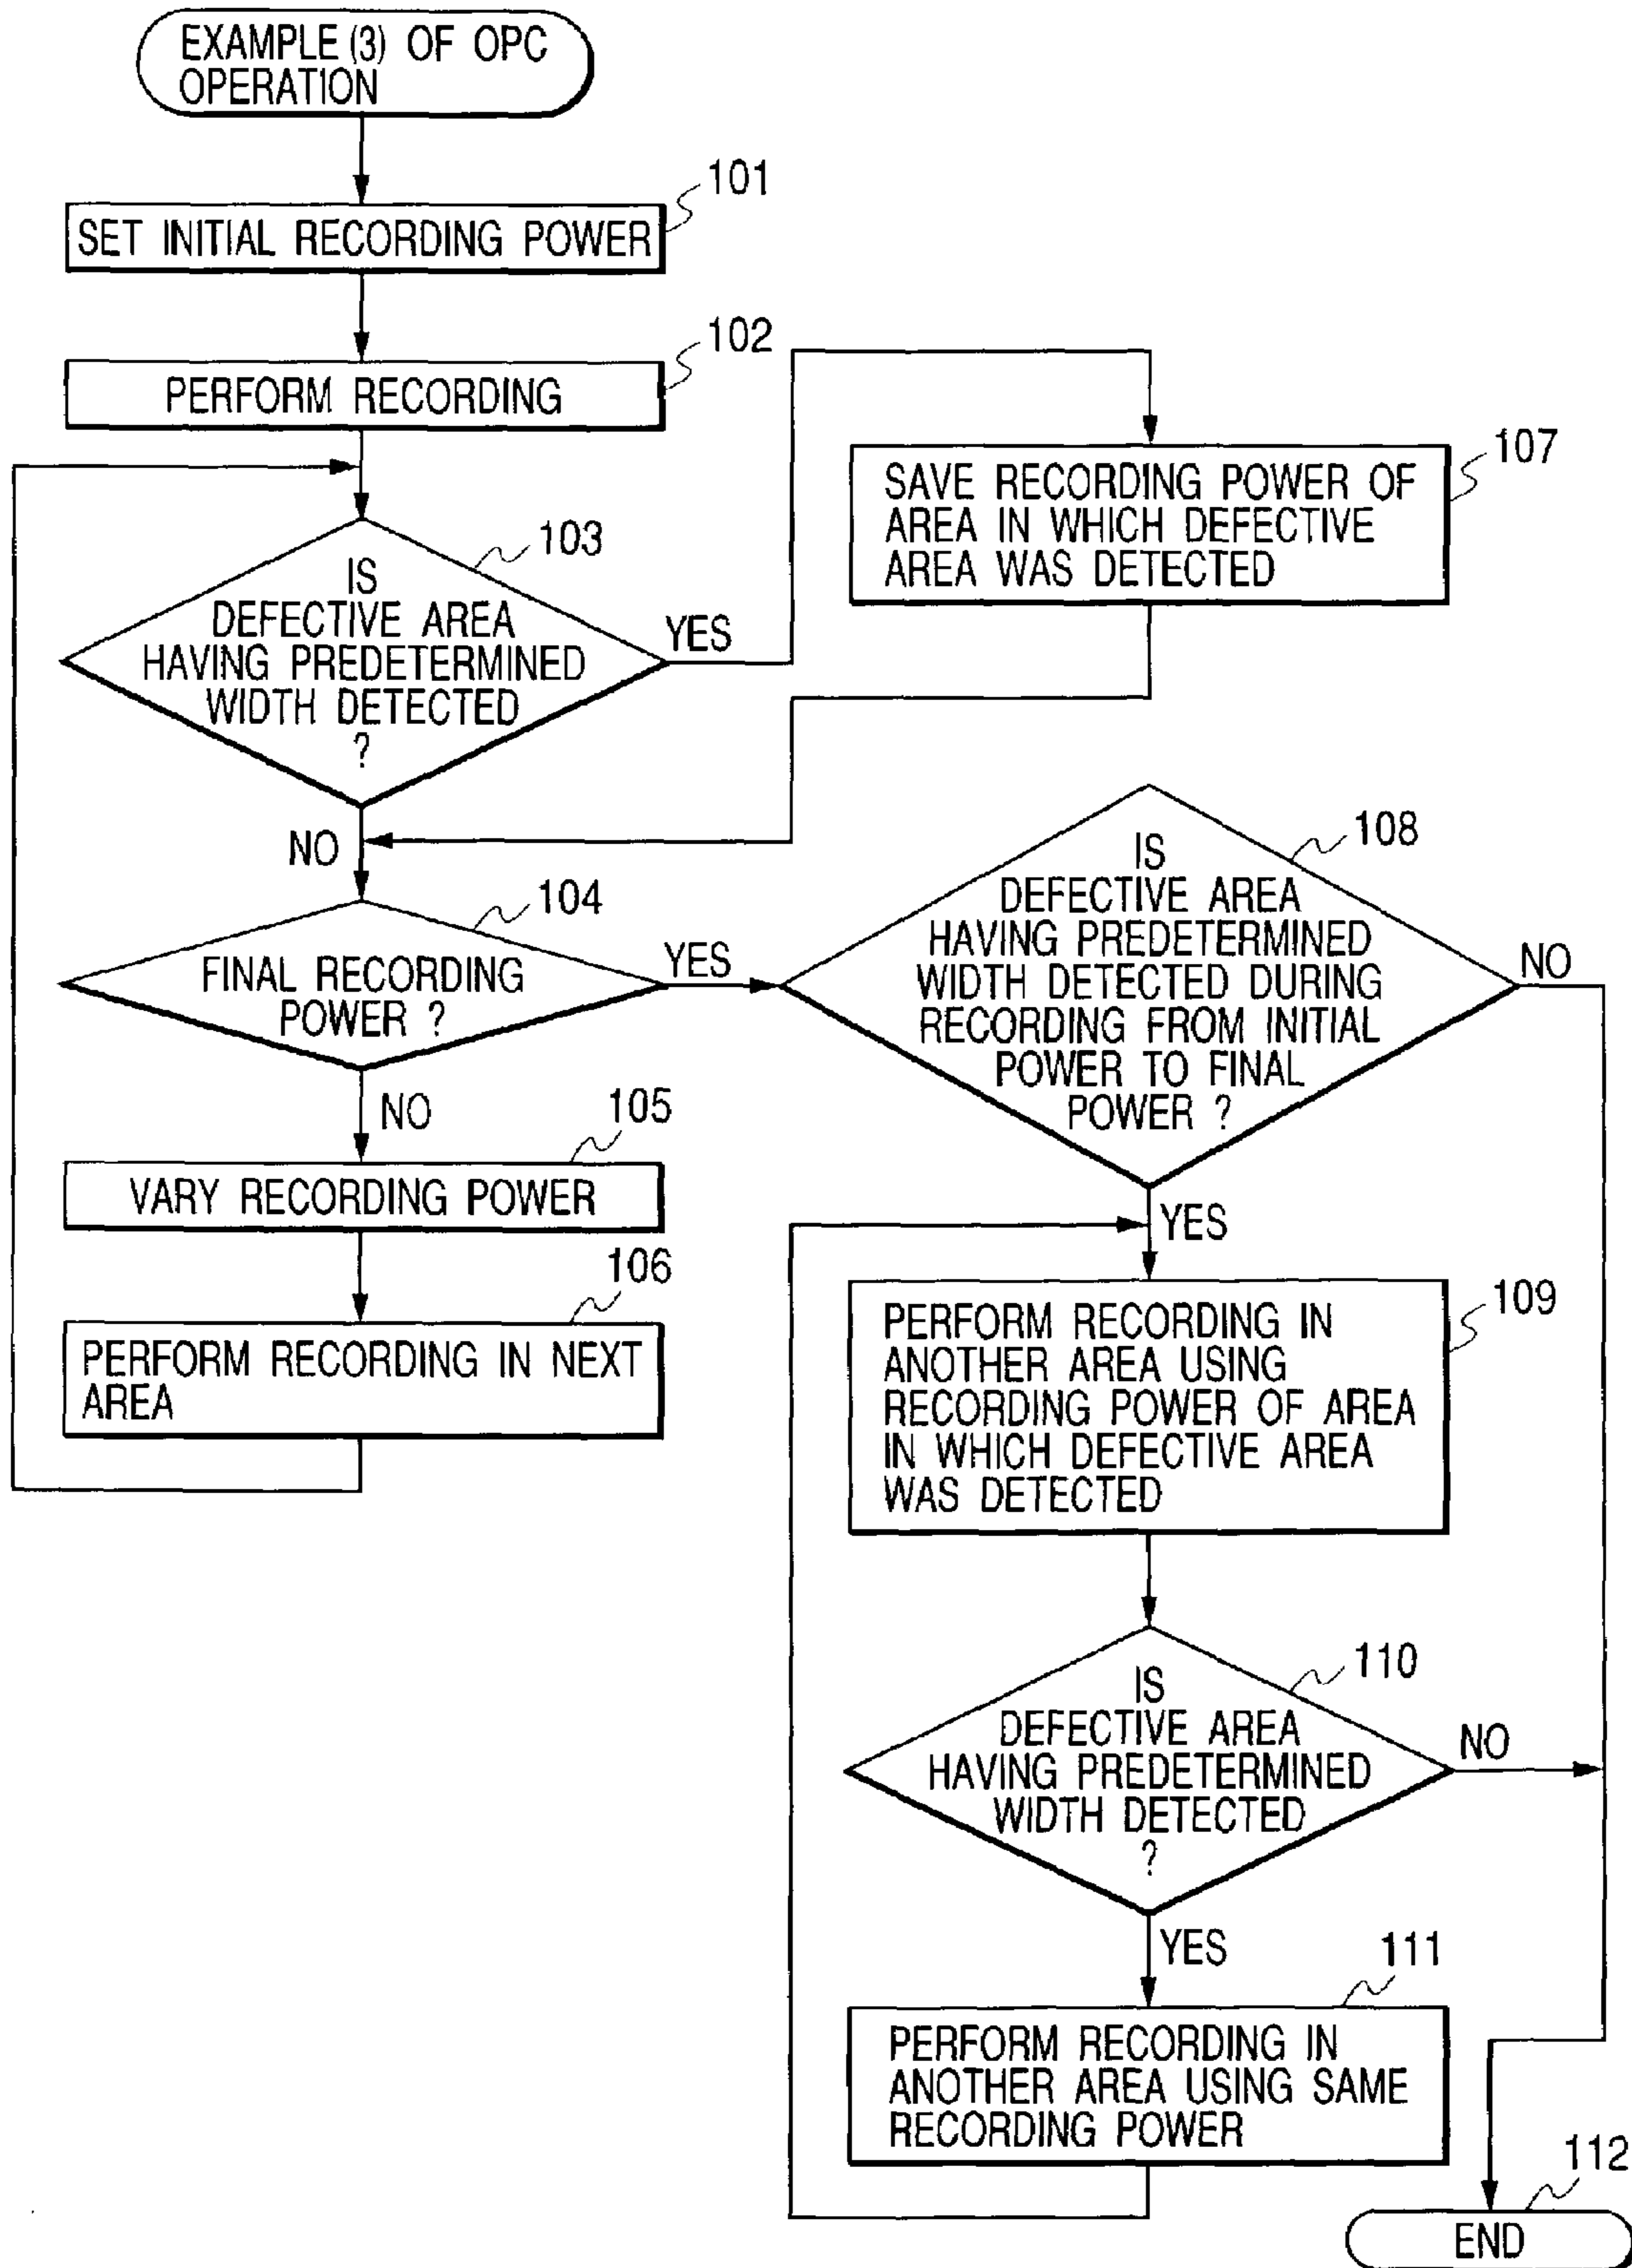 EXAMPLE (3) OF OPC
OPERATION
101
SET INITIAL RECORDING POWER
102
PERFORM RECORDING
103
IS
DEFECTIVE AREA
HAVING PREDETERMINED
WIDTH DETECTED
?
YES
NO
107
SAVE RECORDING POWER OF
AREA IN WHICH DEFECTIVE
AREA WAS DETECTED
104
FINAL RECORDING
POWER ?
YES
NO
105
VARY RECORDING POWER
106
PERFORM RECORDING IN NEXT
AREA
108
IS
DEFECTIVE AREA
HAVING PREDETERMINED
WIDTH DETECTED DURING
RECORDING FROM INITIAL
POWER TO FINAL
POWER ?
NO
YES
109
PERFORM RECORDING IN
ANOTHER AREA USING
RECORDING POWER OF AREA
IN WHICH DEFECTIVE AREA
WAS DETECTED
110
IS
DEFECTIVE AREA
HAVING PREDETERMINED
WIDTH DETECTED
?
NO
YES
111
PERFORM RECORDING IN
ANOTHER AREA USING SAME
RECORDING POWER
112
END